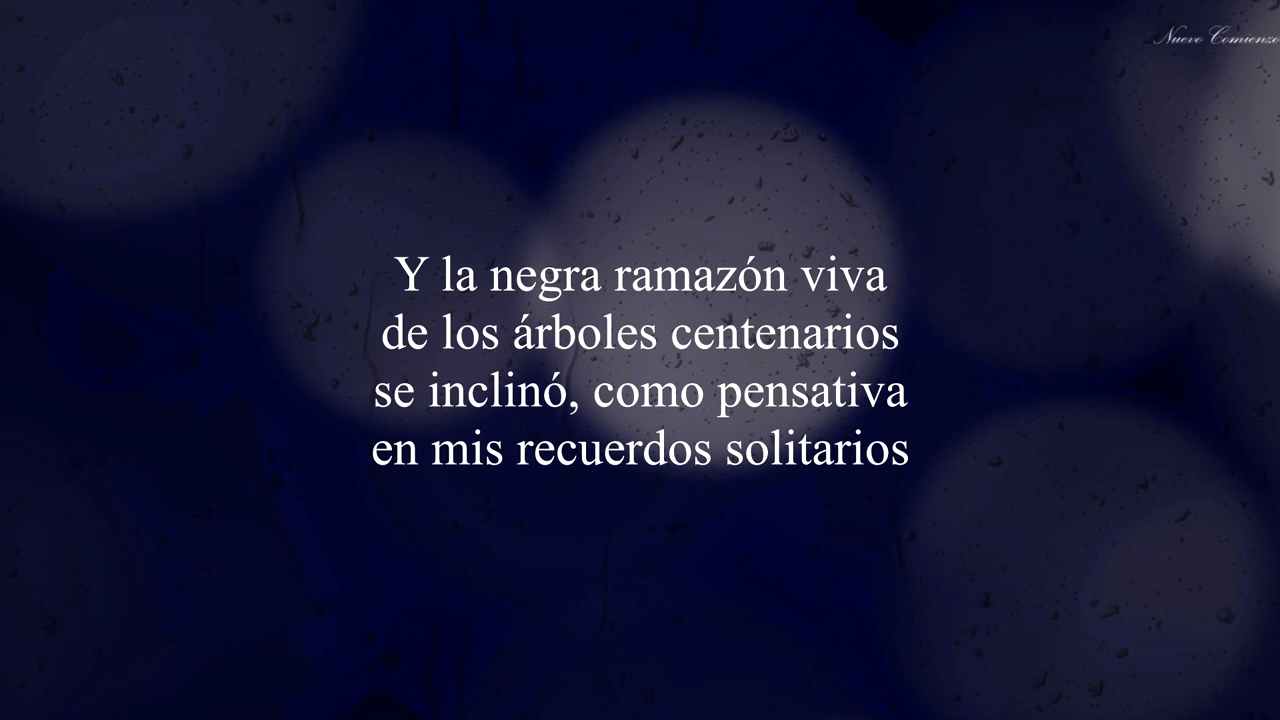 Nuevo Comienzo
Y la negra ramazón viva
de los árboles centenarios
se inclinó, como pensativa
en mis recuerdos solitarios